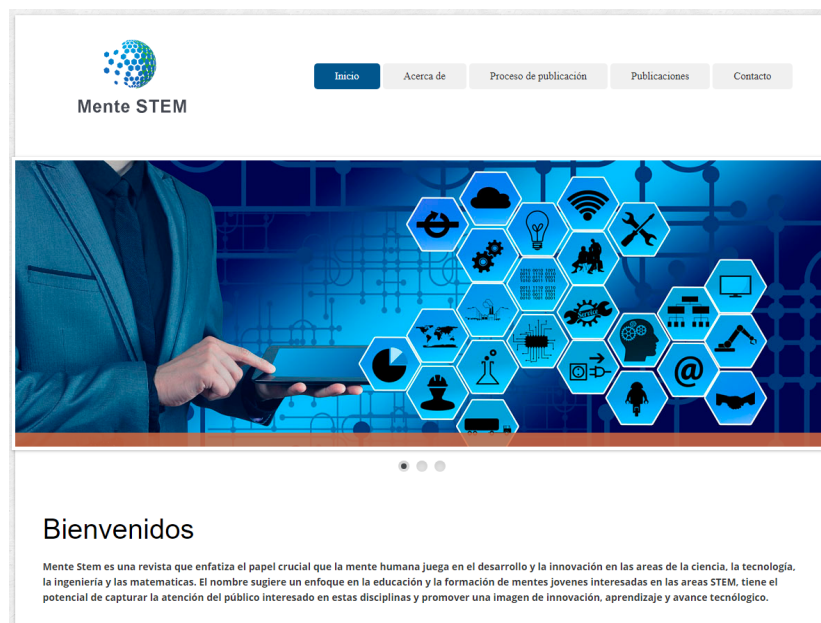 Mente STEM
Inicio
Acerca de
Proceso de publicación
Publicaciones
Contacto
Service
@
Bienvenidos
Mente Stem es una revista que enfatiza el papel crucial que la mente humana juega en el desarrollo y la innovación en las areas de la ciencia, la tecnología,
la ingeniería y las matematicas. El nombre sugiere un enfoque en la educación y la formación de mentes jovenes interesadas en las areas STEM, tiene el
potencial de capturar la atención del público interesado en estas disciplinas y promover una imagen de innovación, aprendizaje y avance tecnólogico.